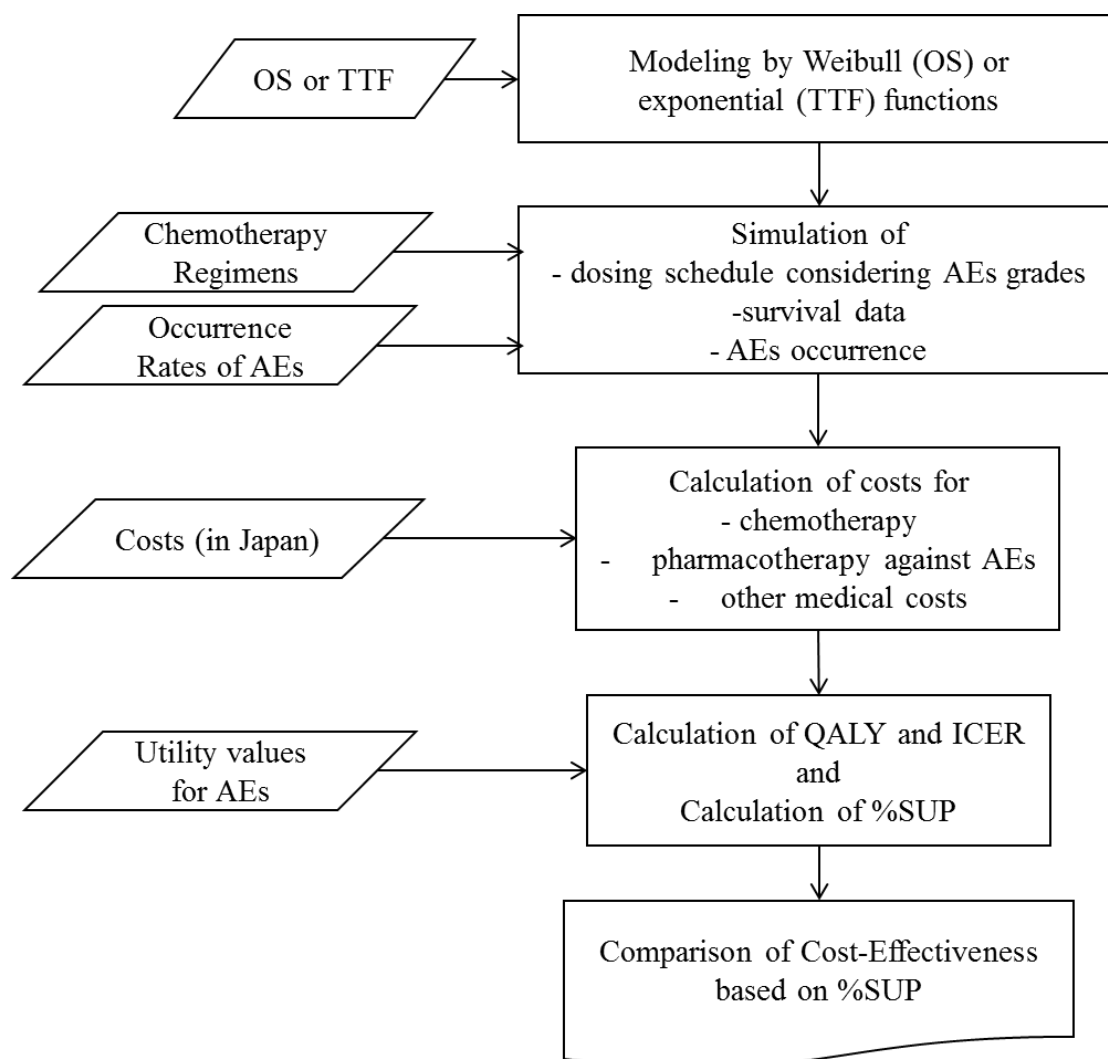 OS or TTF
Modeling by Weibull (OS) or
exponential (TTF) functions
Chemotherapy
Regimens
Occurrence
Rates of AEs
Simulation of
- dosing schedule considering AEs grades
-survival data
- AEs occurrence
Costs (in Japan)
Calculation of costs for
- chemotherapy
- pharmacotherapy against AEs
- other medical costs
Utility values
for AEs
Calculation of QALY and ICER
and
Calculation of %SUP
Comparison of Cost-Effectiveness
based on %SUP